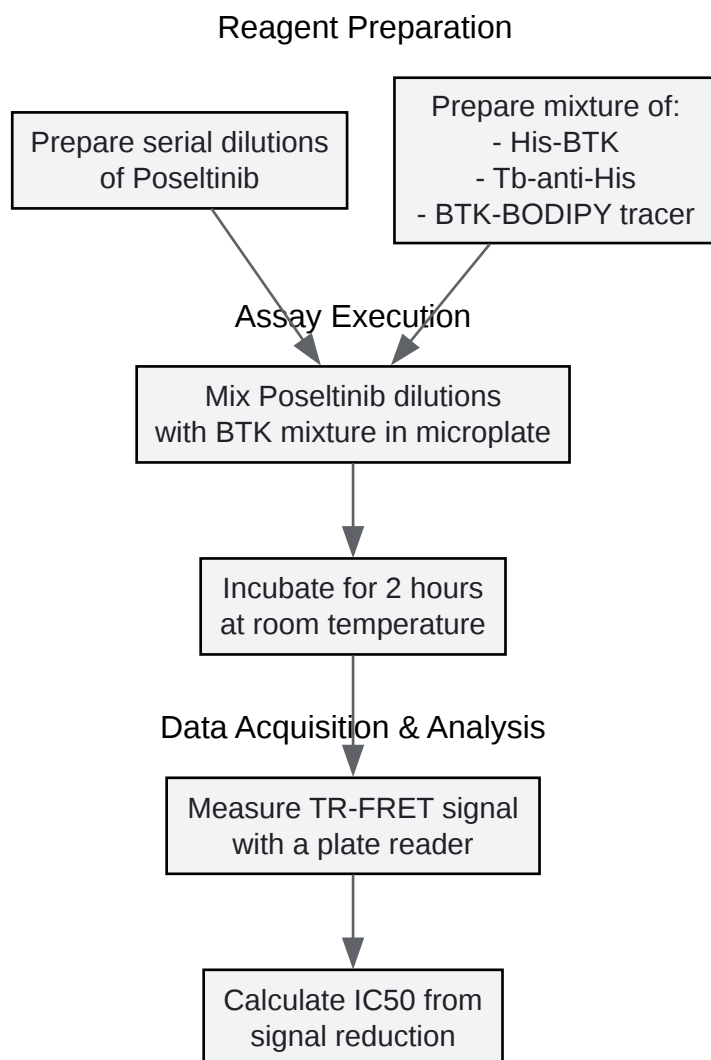 Reagent Preparation
Prepare serial dilutions
of Poseltinib
Prepare mixture of:
- His-BTK
- Tb-anti-His
- BTK-BODIPY tracer
Assay Execution
Mix Poseltinib dilutions
with BTK mixture in microplate
Incubate for 2 hours
at room temperature
Data Acquisition & Analysis
Measure TR-FRET signal
with a plate reader
Calculate IC50 from
signal reduction